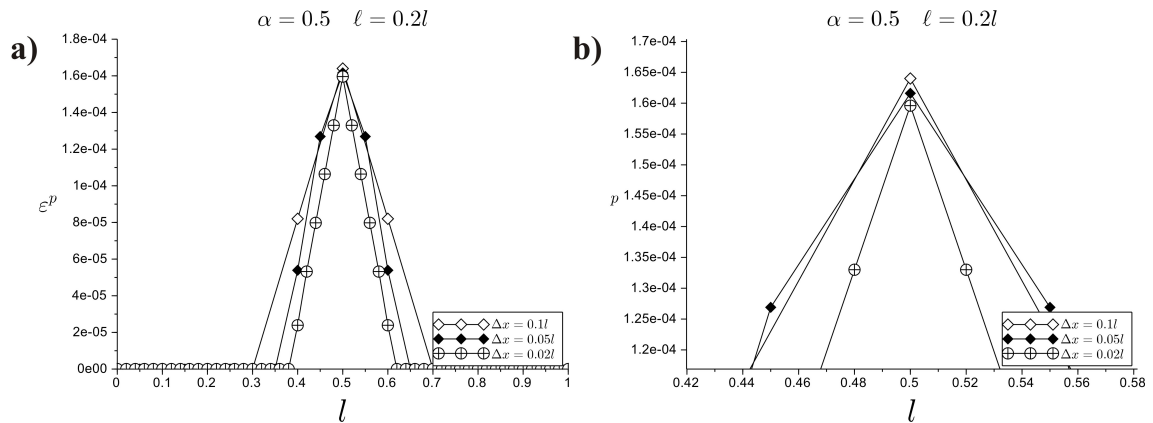 α = 0.5 ℓ = 0.2l
a)
1.8e-04
1.6e-04
1.4e-04
1.2e-04
1e-04
8e-05
6e-05
4e-05
2e-05
0e00
εᵖ
0 0.1 0.2 0.3 0.4 0.5 0.6 0.7 0.8 0.9 1
l
Δx = 0.1l
Δx = 0.05l
Δx = 0.02l
α = 0.5 ℓ = 0.2l
b)
1.7e-04
1.65e-04
1.6e-04
1.55e-04
1.5e-04
1.45e-04
1.4e-04
1.35e-04
1.3e-04
1.25e-04
1.2e-04
p
0.42 0.44 0.46 0.48 0.5 0.52 0.54 0.56 0.58
l
Δx = 0.1l
Δx = 0.05l
Δx = 0.02l